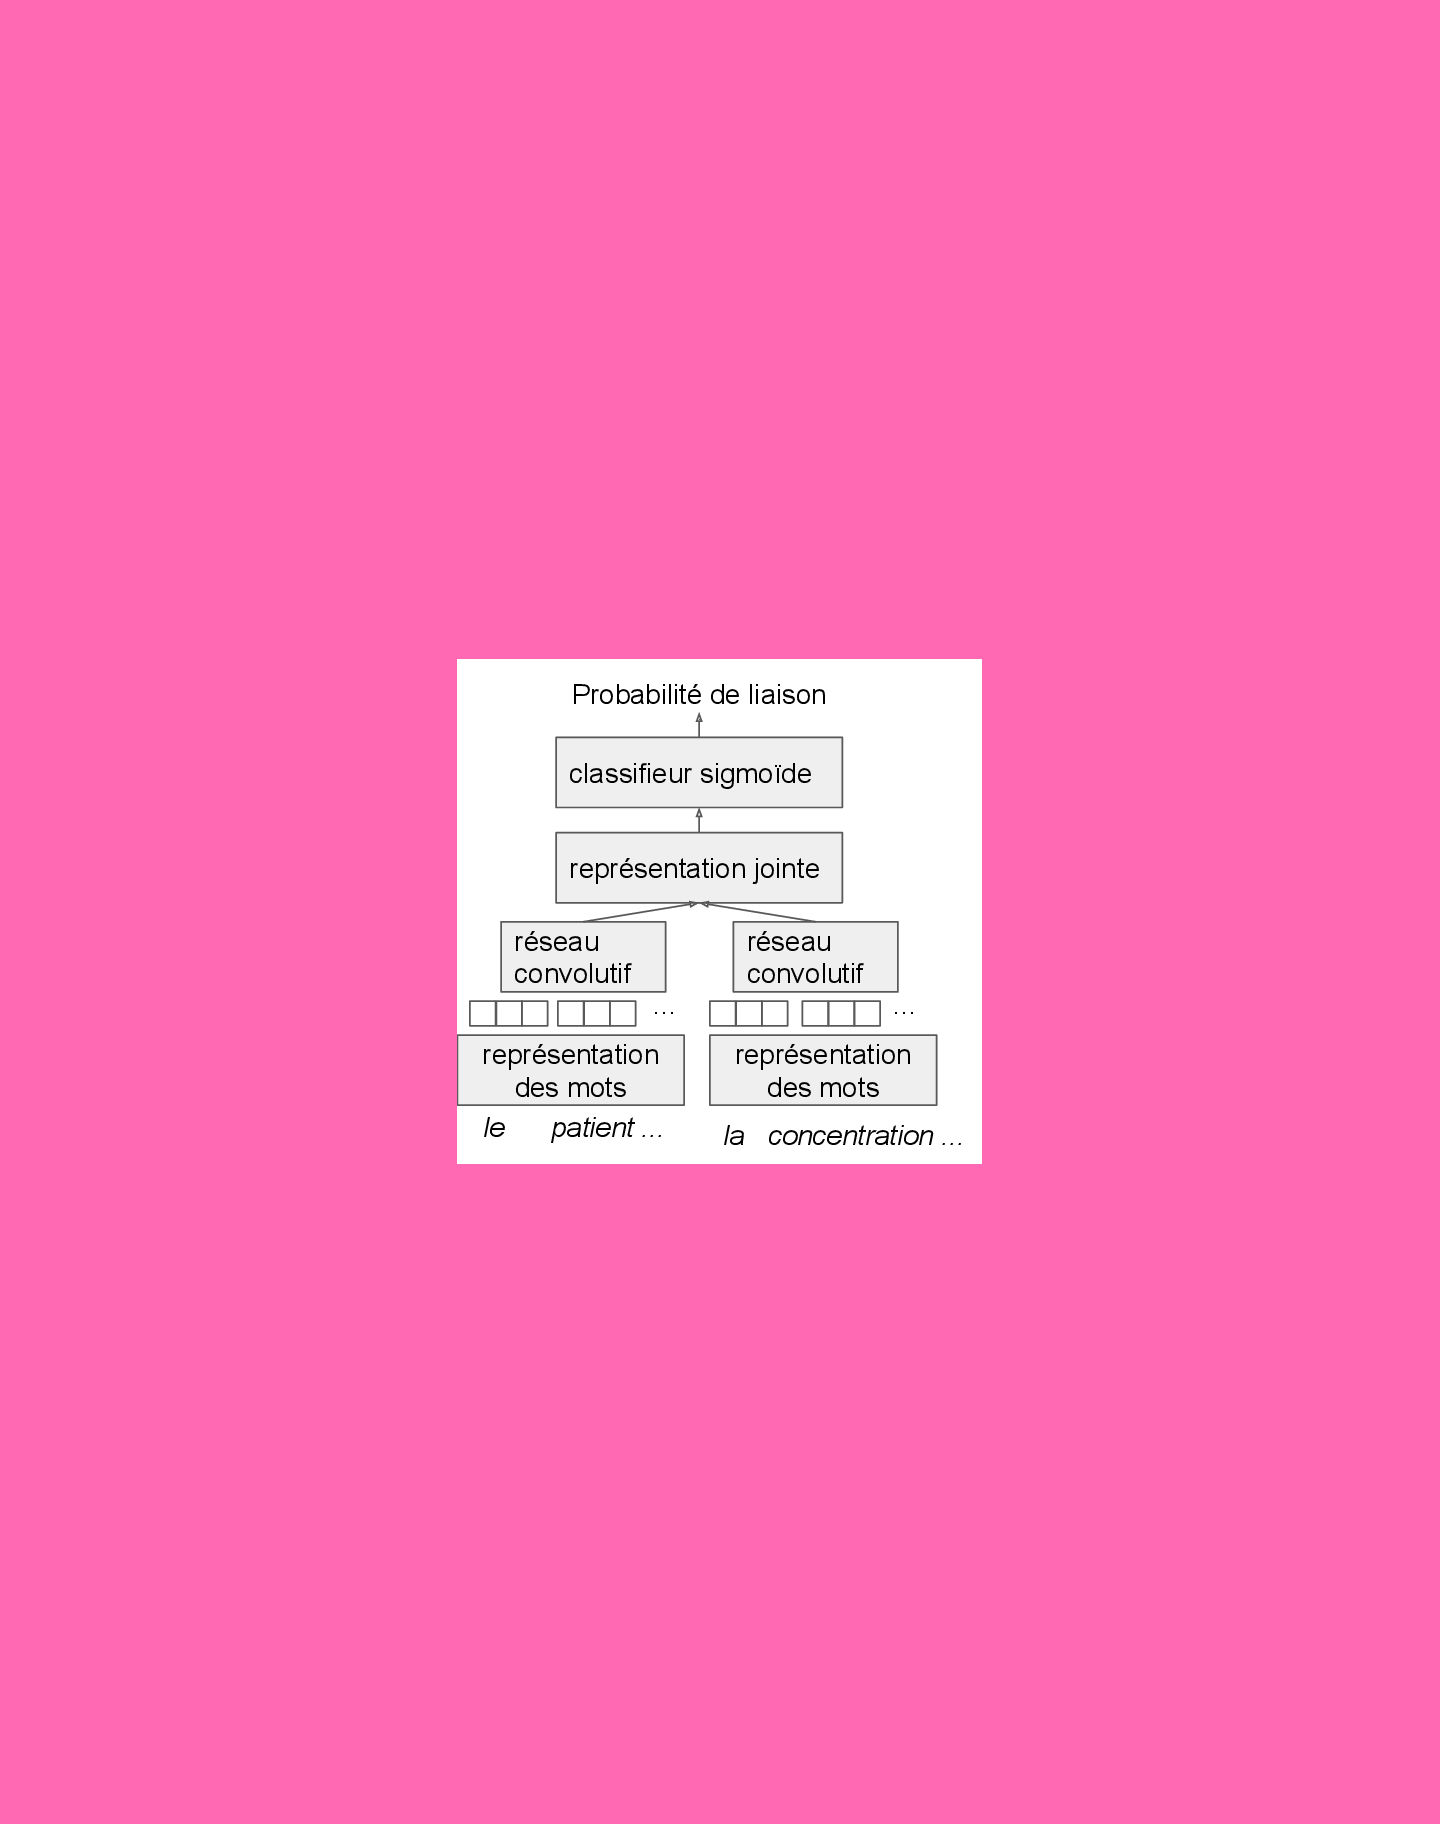 Probabilité de liaison
classifieur sigmoïde
représentation jointe
réseau
convolutif
réseau
convolutif
...
...
représentation
des mots
représentation
des mots
le patient ...
la concentration ...